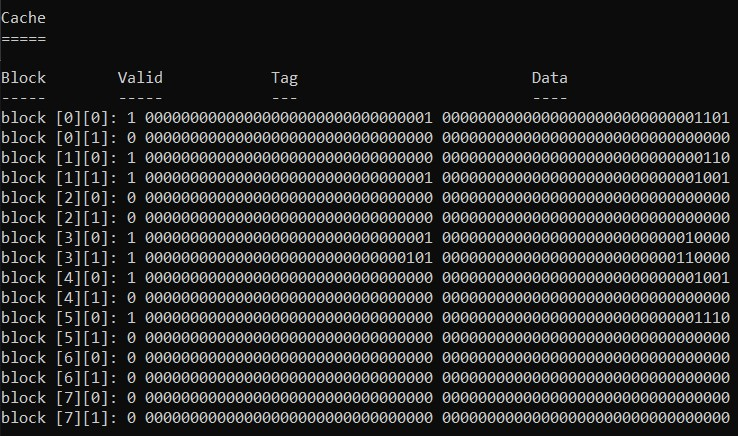 Cache
=====
Block        Valid            Tag                          Data
-----        -----            ---                          ----
block [0][0]: 1 00000000000000000000000000000001 00000000000000000000000000001101
block [0][1]: 0 00000000000000000000000000000000 00000000000000000000000000000000
block [1][0]: 1 00000000000000000000000000000000 00000000000000000000000000000110
block [1][1]: 1 00000000000000000000000000000001 00000000000000000000000000001001
block [2][0]: 0 00000000000000000000000000000000 00000000000000000000000000000000
block [2][1]: 0 00000000000000000000000000000000 00000000000000000000000000000000
block [3][0]: 1 00000000000000000000000000000001 00000000000000000000000000010000
block [3][1]: 1 00000000000000000000000000000101 00000000000000000000000000110000
block [4][0]: 1 00000000000000000000000000000000 00000000000000000000000000001001
block [4][1]: 0 00000000000000000000000000000000 00000000000000000000000000000000
block [5][0]: 1 00000000000000000000000000000000 00000000000000000000000000001110
block [5][1]: 0 00000000000000000000000000000000 00000000000000000000000000000000
block [6][0]: 0 00000000000000000000000000000000 00000000000000000000000000000000
block [6][1]: 0 00000000000000000000000000000000 00000000000000000000000000000000
block [7][0]: 0 00000000000000000000000000000000 00000000000000000000000000000000
block [7][1]: 0 00000000000000000000000000000000 00000000000000000000000000000000